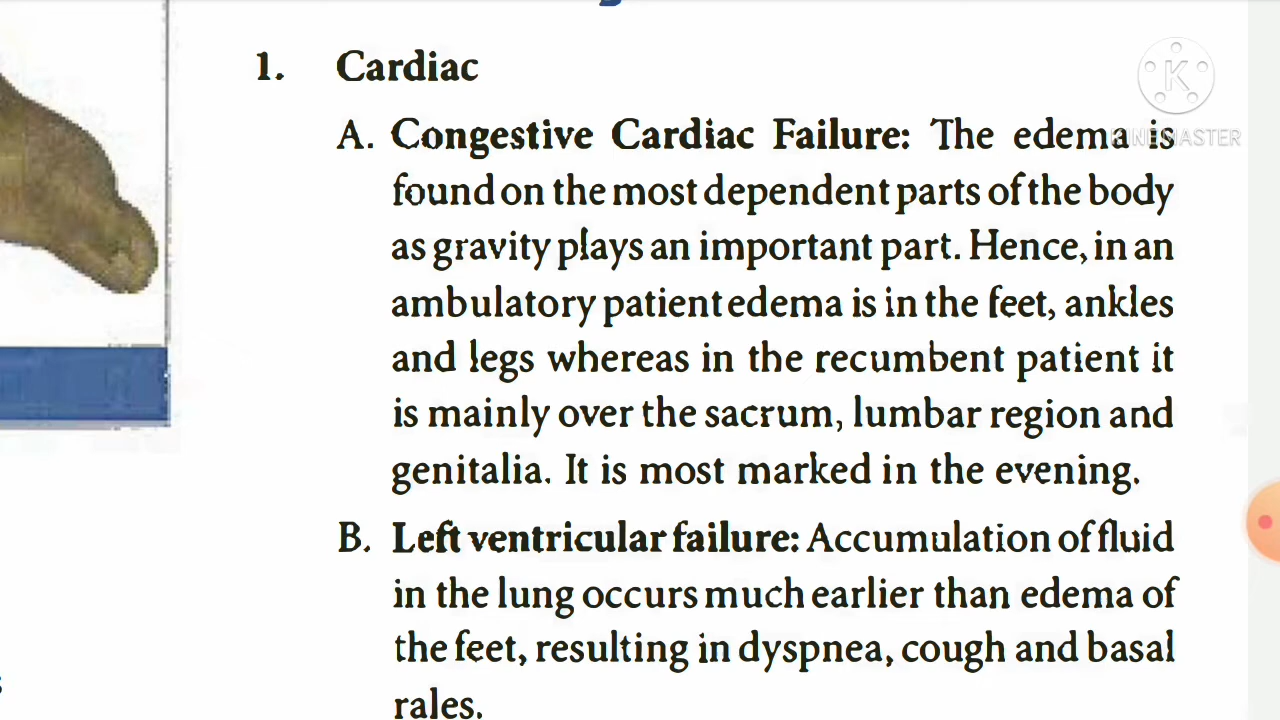 1. Cardiac
A. Congestive Cardiac Failure: The edema is
found on the most dependent parts of the body
as gravity plays an important part. Hence, in an
ambulatory patient edema is in the feet, ankles
and legs whereas in the recumbent patient it
is mainly over the sacrum, lumbar region and
genitalia. It is most marked in the evening.
B. Left ventricular failure: Accumulation of fluid
in the lung occurs much earlier than edema of
the feet, resulting in dyspnea, cough and basal
rales.
K
KINEMASTER